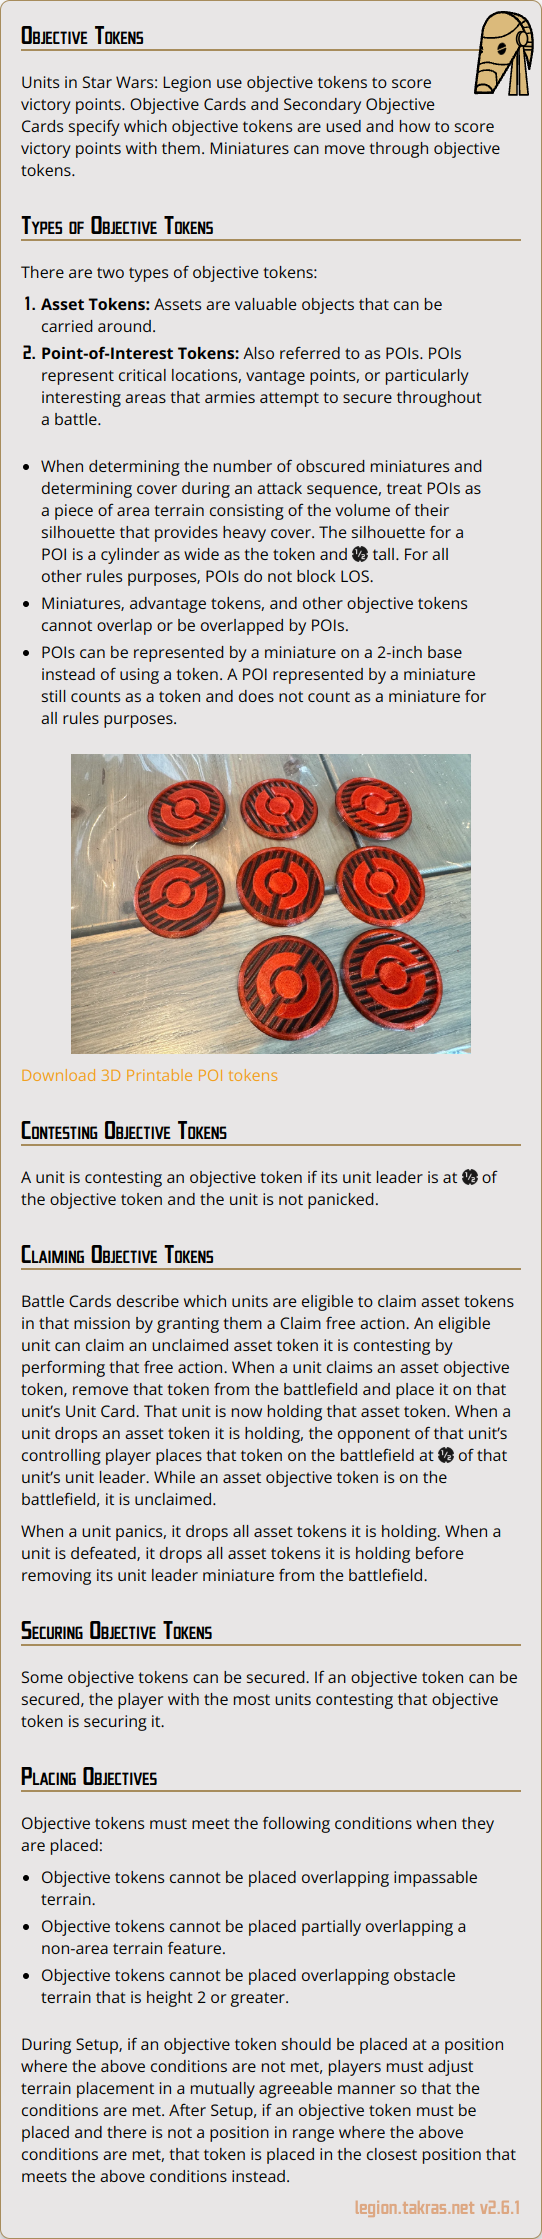 Objective Tokens
Units in Star Wars: Legion use objective tokens to score
victory points. Objective Cards and Secondary Objective
Cards specify which objective tokens are used and how to score
victory points with them. Miniatures can move through objective
tokens.
Types of Objective Tokens
There are two types of objective tokens:
1. Asset Tokens: Assets are valuable objects that can be
carried around.
2. Point-of-Interest Tokens: Also referred to as POIs. POIs
represent critical locations, vantage points, or particularly
interesting areas that armies attempt to secure throughout
a battle.
• When determining the number of obscured miniatures and
determining cover during an attack sequence, treat POIs as
a piece of area terrain consisting of the volume of their
silhouette that provides heavy cover. The silhouette for a
POI is a cylinder as wide as the token and ½ tall. For all
other rules purposes, POIs do not block LOS.
• Miniatures, advantage tokens, and other objective tokens
cannot overlap or be overlapped by POIs.
• POIs can be represented by a miniature on a 2-inch base
instead of using a token. A POI represented by a miniature
still counts as a token and does not count as a miniature for
all rules purposes.
Download 3D Printable POI tokens
Contesting Objective Tokens
A unit is contesting an objective token if its unit leader is at ½ of
the objective token and the unit is not panicked.
Claiming Objective Tokens
Battle Cards describe which units are eligible to claim asset tokens
in that mission by granting them a Claim free action. An eligible
unit can claim an unclaimed asset token it is contesting by
performing that free action. When a unit claims an asset objective
token, remove that token from the battlefield and place it on that
unit's Unit Card. That unit is now holding that asset token. When a
unit drops an asset token it is holding, the opponent of that unit's
controlling player places that token on the battlefield at ½ of that
unit's unit leader. While an asset objective token is on the
battlefield, it is unclaimed.
When a unit panics, it drops all asset tokens it is holding. When a
unit is defeated, it drops all asset tokens it is holding before
removing its unit leader miniature from the battlefield.
Securing Objective Tokens
Some objective tokens can be secured. If an objective token can be
secured, the player with the most units contesting that objective
token is securing it.
Placing Objectives
Objective tokens must meet the following conditions when they
are placed:
• Objective tokens cannot be placed overlapping impassable
terrain.
• Objective tokens cannot be placed partially overlapping a
non-area terrain feature.
• Objective tokens cannot be placed overlapping obstacle
terrain that is height 2 or greater.
During Setup, if an objective token should be placed at a position
where the above conditions are not met, players must adjust
terrain placement in a mutually agreeable manner so that the
conditions are met. After Setup, if an objective token must be
placed and there is not a position in range where the above
conditions are met, that token is placed in the closest position that
meets the above conditions instead.
legion.takras.net v2.6.1